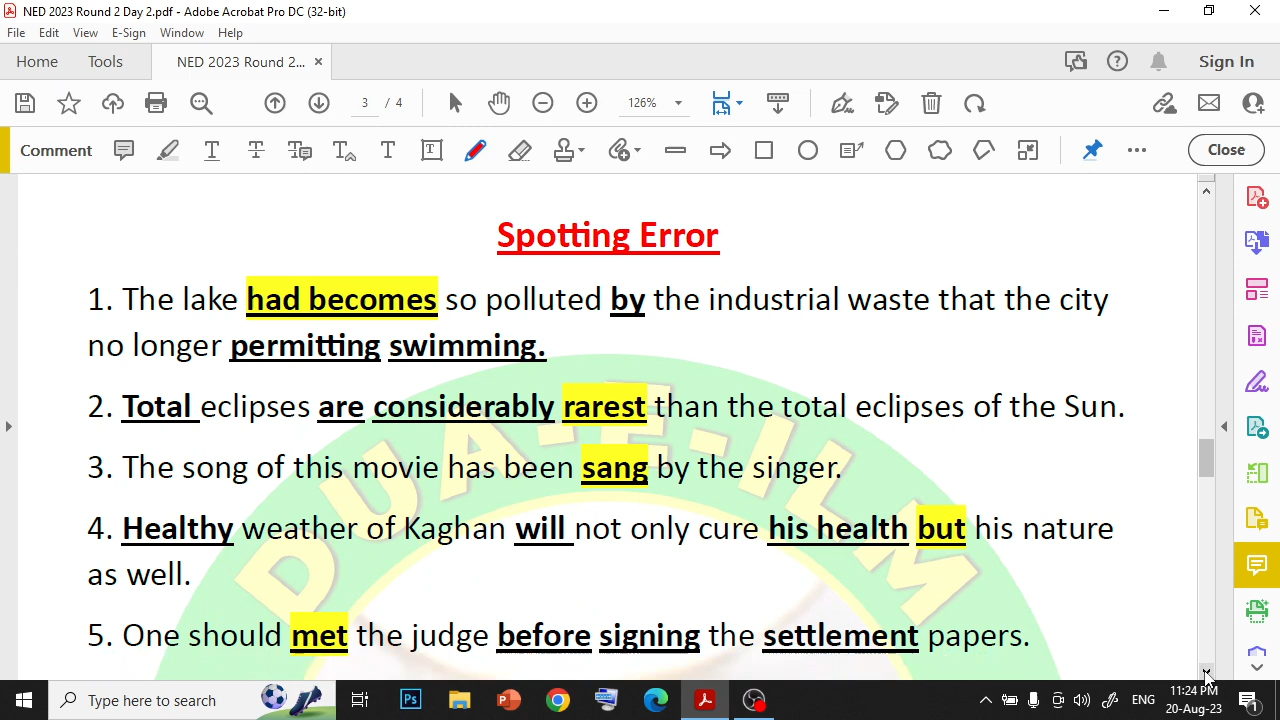 NED 2023 Round 2 Day 2.pdf - Adobe Acrobat Pro DC (32-bit)
File Edit View E-Sign Window Help
Home Tools NED 2023 Round 2... × Sign In
3 / 4 126%
Comment Close
Spotting Error
1. The lake had becomes so polluted by the industrial waste that the city
no longer permitting swimming.
2. Total eclipses are considerably rarest than the total eclipses of the Sun.
3. The song of this movie has been sang by the singer.
4. Healthy weather of Kaghan will not only cure his health but his nature
as well.
5. One should met the judge before signing the settlement papers.
DUA-E-ILM
Type here to search ENG 11:24 PM
20-Aug-23 1